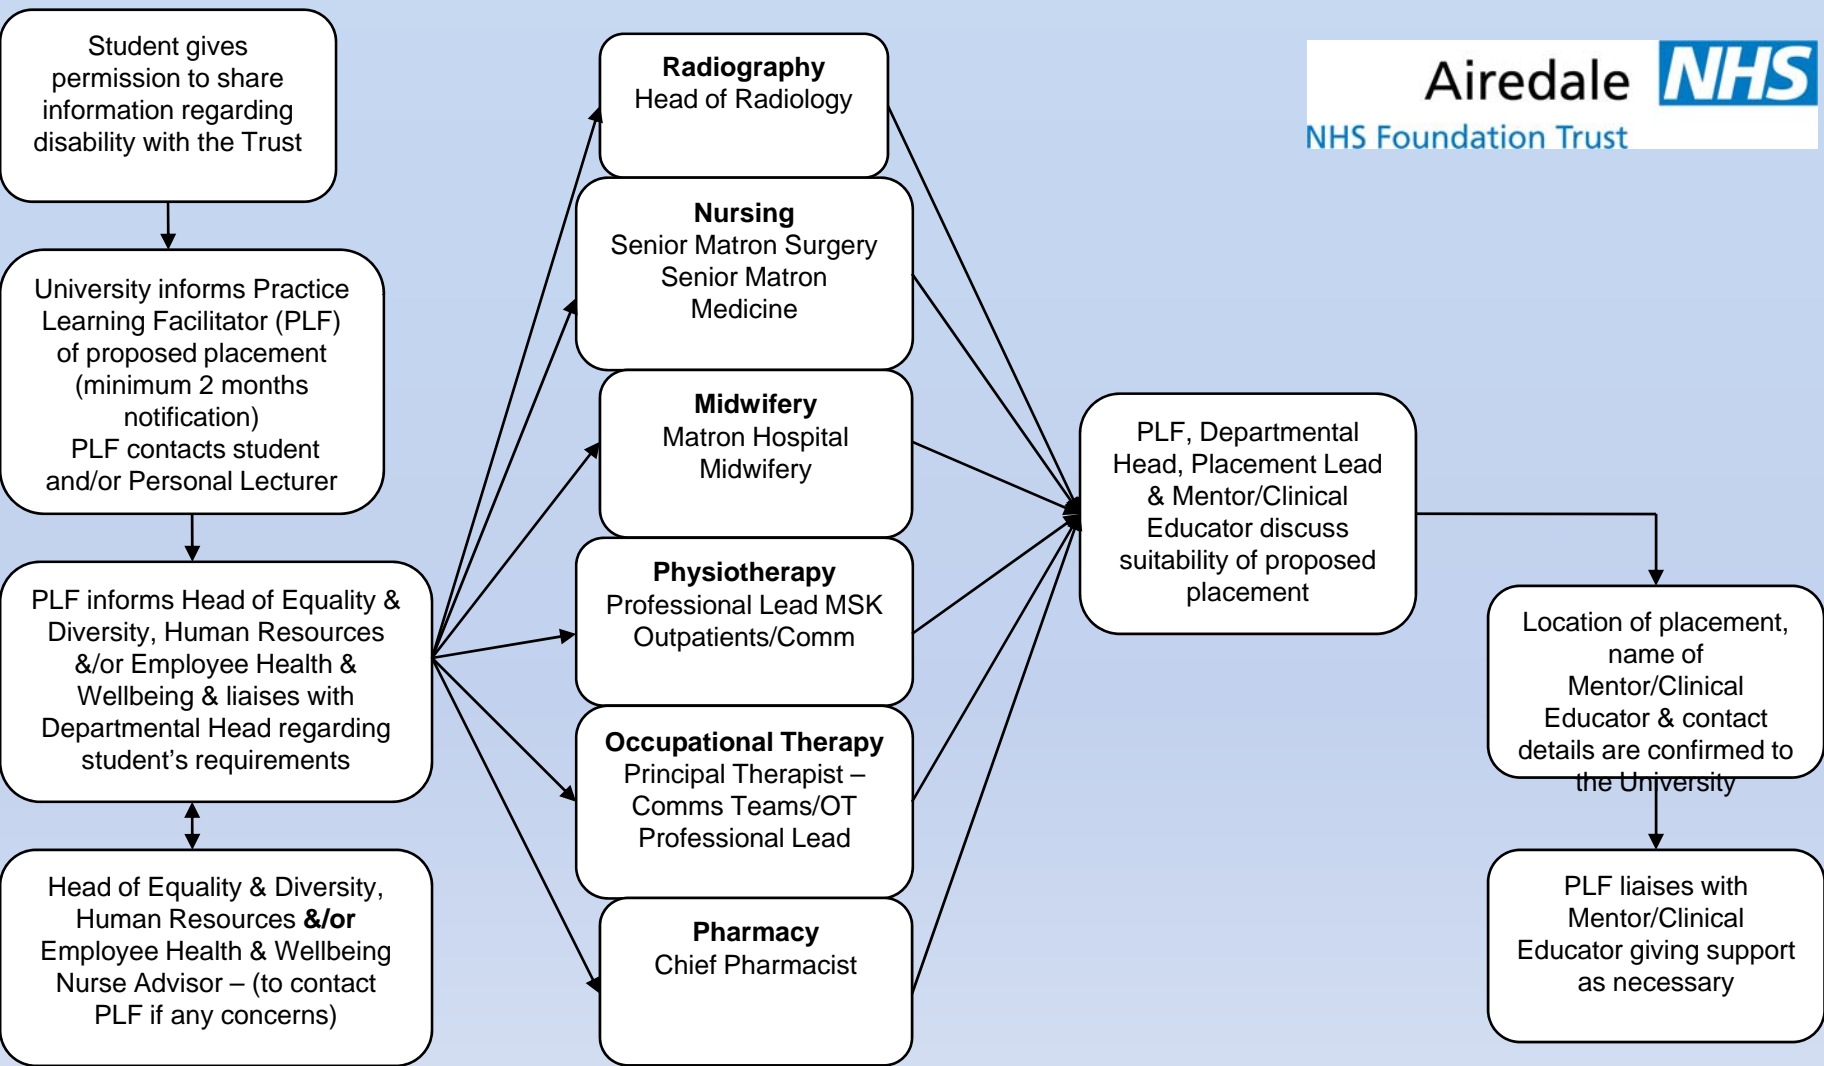 Student gives
permission to share
information regarding
disability with the Trust
University informs Practice
Learning Facilitator (PLF)
of proposed placement
(minimum 2 months
notification)
PLF contacts student
and/or Personal Lecturer
PLF informs Head of Equality &
Diversity, Human Resources
&/or Employee Health &
Wellbeing & liaises with
Departmental Head regarding
student’s requirements
Head of Equality & Diversity,
Human Resources &/or
Employee Health & Wellbeing
Nurse Advisor – (to contact
PLF if any concerns)
Radiography
Head of Radiology
Nursing
Senior Matron Surgery
Senior Matron
Medicine
Midwifery
Matron Hospital
Midwifery
Physiotherapy
Professional Lead MSK
Outpatients/Comm
Occupational Therapy
Principal Therapist –
Comms Teams/OT
Professional Lead
Pharmacy
Chief Pharmacist
PLF, Departmental
Head, Placement Lead
& Mentor/Clinical
Educator discuss
suitability of proposed
placement
Airedale NHS
NHS Foundation Trust
Location of placement,
name of
Mentor/Clinical
Educator & contact
details are confirmed to
the University
PLF liaises with
Mentor/Clinical
Educator giving support
as necessary